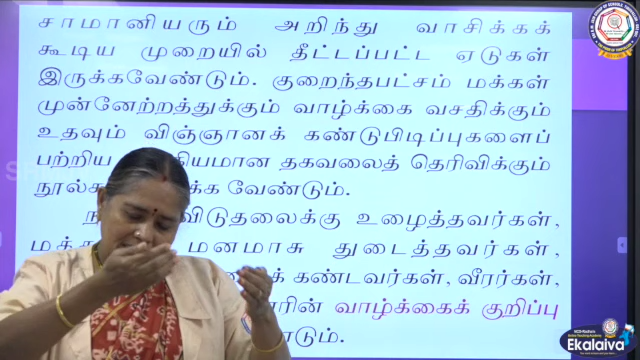 சாமானியரும் அறிந்து வாசிக்கக்
கூடிய முறையில் தீட்டப்பட்ட ஏடுகள்
இருக்கவேண்டும். குறைந்தபட்சம் மக்கள்
முன்னேற்றத்துக்கும் வாழ்க்கை வசதிக்கும்
உதவும் விஞ்ஞானக் கண்டுபிடிப்புகளைப்
பற்றிய தகவலைத் தெரிவிக்கும்
வேண்டும்.
விடுதலைக்கு உழைத்தவர்கள்,
மனமாசு துடைத்தவர்கள்,
கண்டவர்கள், வீரர்கள்,
வாழ்க்கைக் குறிப்பு
Ekalaiva